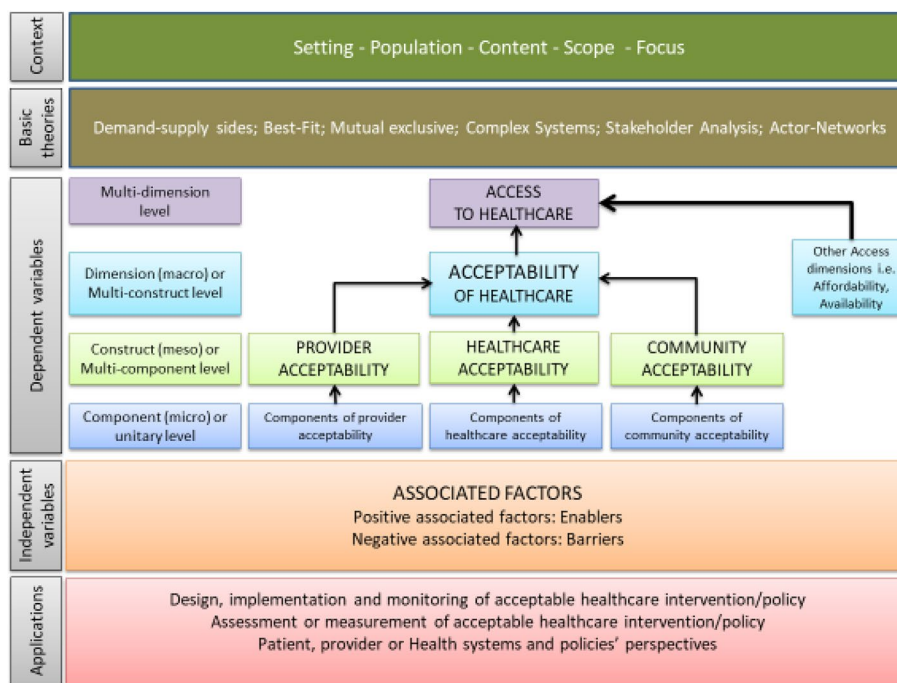 Context
Setting - Population - Content - Scope - Focus
Basic
theories
Demand-supply sides; Best-Fit; Mutual exclusive; Complex Systems; Stakeholder Analysis; Actor-Networks
Dependent variables
Multi-dimension
level
ACCESS
TO HEALTHCARE
Dimension (macro) or
Multi-construct level
ACCEPTABILITY
OF HEALTHCARE
Other Access
dimensions i.e.
Affordability,
Availability
Construct (meso) or
Multi-component level
PROVIDER
ACCEPTABILITY
HEALTHCARE
ACCEPTABILITY
COMMUNITY
ACCEPTABILITY
Component (micro) or
unitary level
Components of provider
acceptability
Components of
healthcare acceptability
Components of
community acceptability
Independent
variables
ASSOCIATED FACTORS
Positive associated factors: Enablers
Negative associated factors: Barriers
Applications
Design, implementation and monitoring of acceptable healthcare intervention/policy
Assessment or measurement of acceptable healthcare intervention/policy
Patient, provider or Health systems and policies’ perspectives